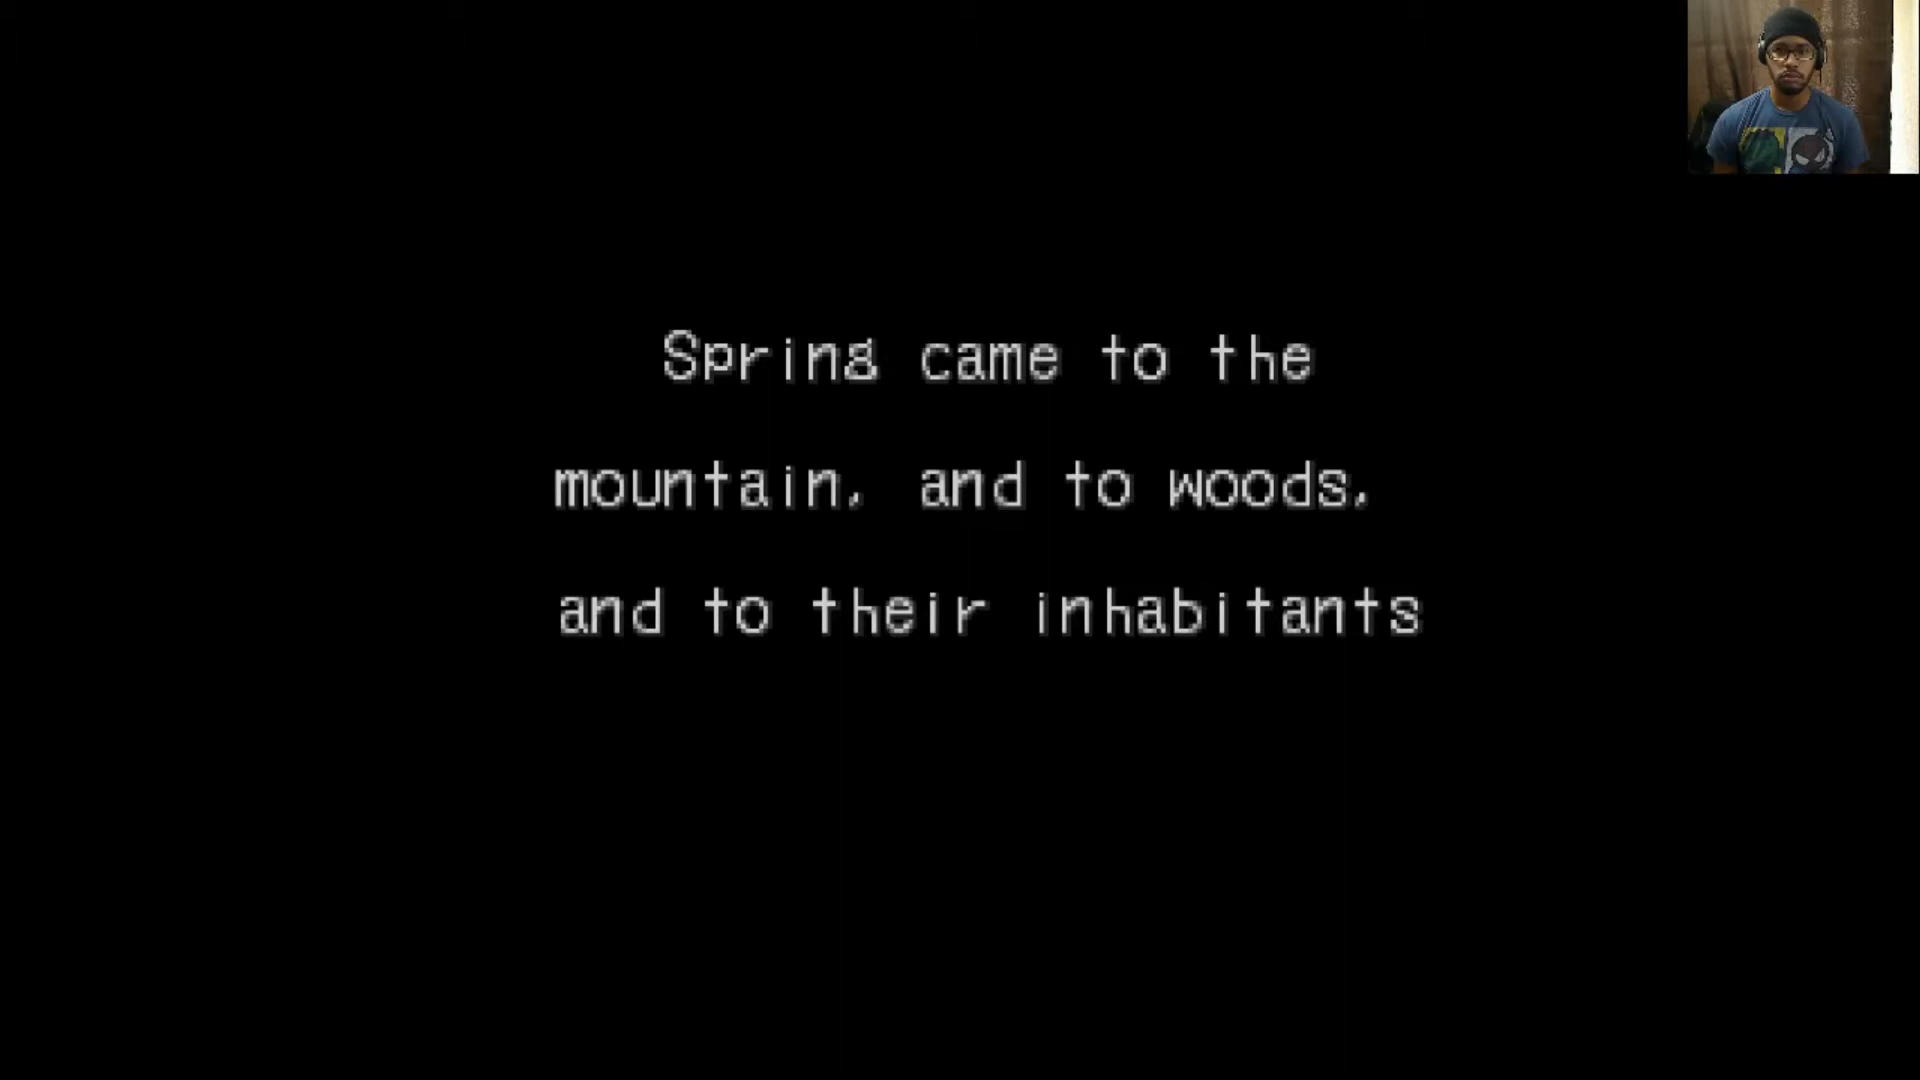 Spring came to the
mountain, and to woods,
and to their inhabitants